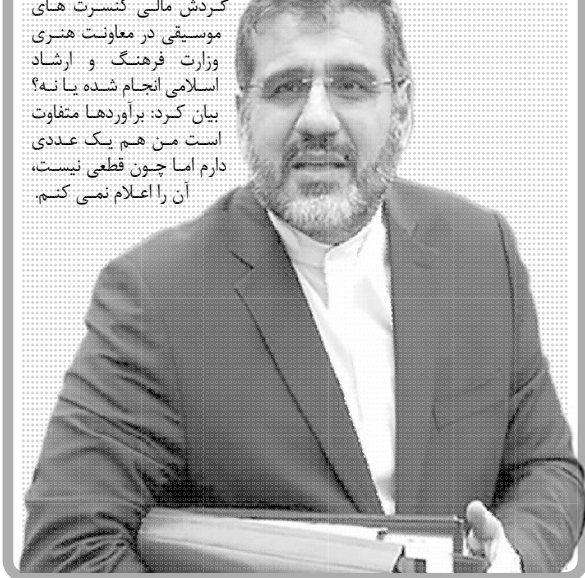 گردش مالی کنسرت های
موسیقی در معاونت هنری
وزارت فرهنگ و ارشاد
اسلامی انجام شده یا نه؟
بیان کرد: برآوردها متفاوت
است من هم یک عددی
دارم اما چون قطعی نیست،
آن را اعلام نمی کنم.